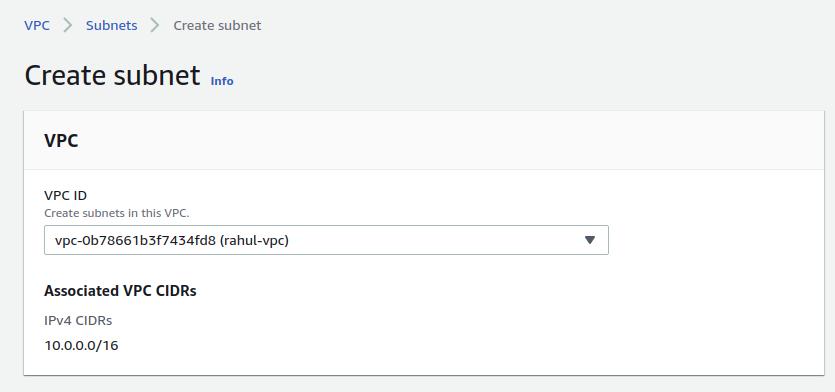 VPC > Subnets > Create subnet
Create subnet Info
VPC
VPC ID
Create subnets in this VPC.
vpc-0b78661b3f7434fd8 (rahul-vpc)
Associated VPC CIDRs
IPv4 CIDRs
10.0.0.0/16